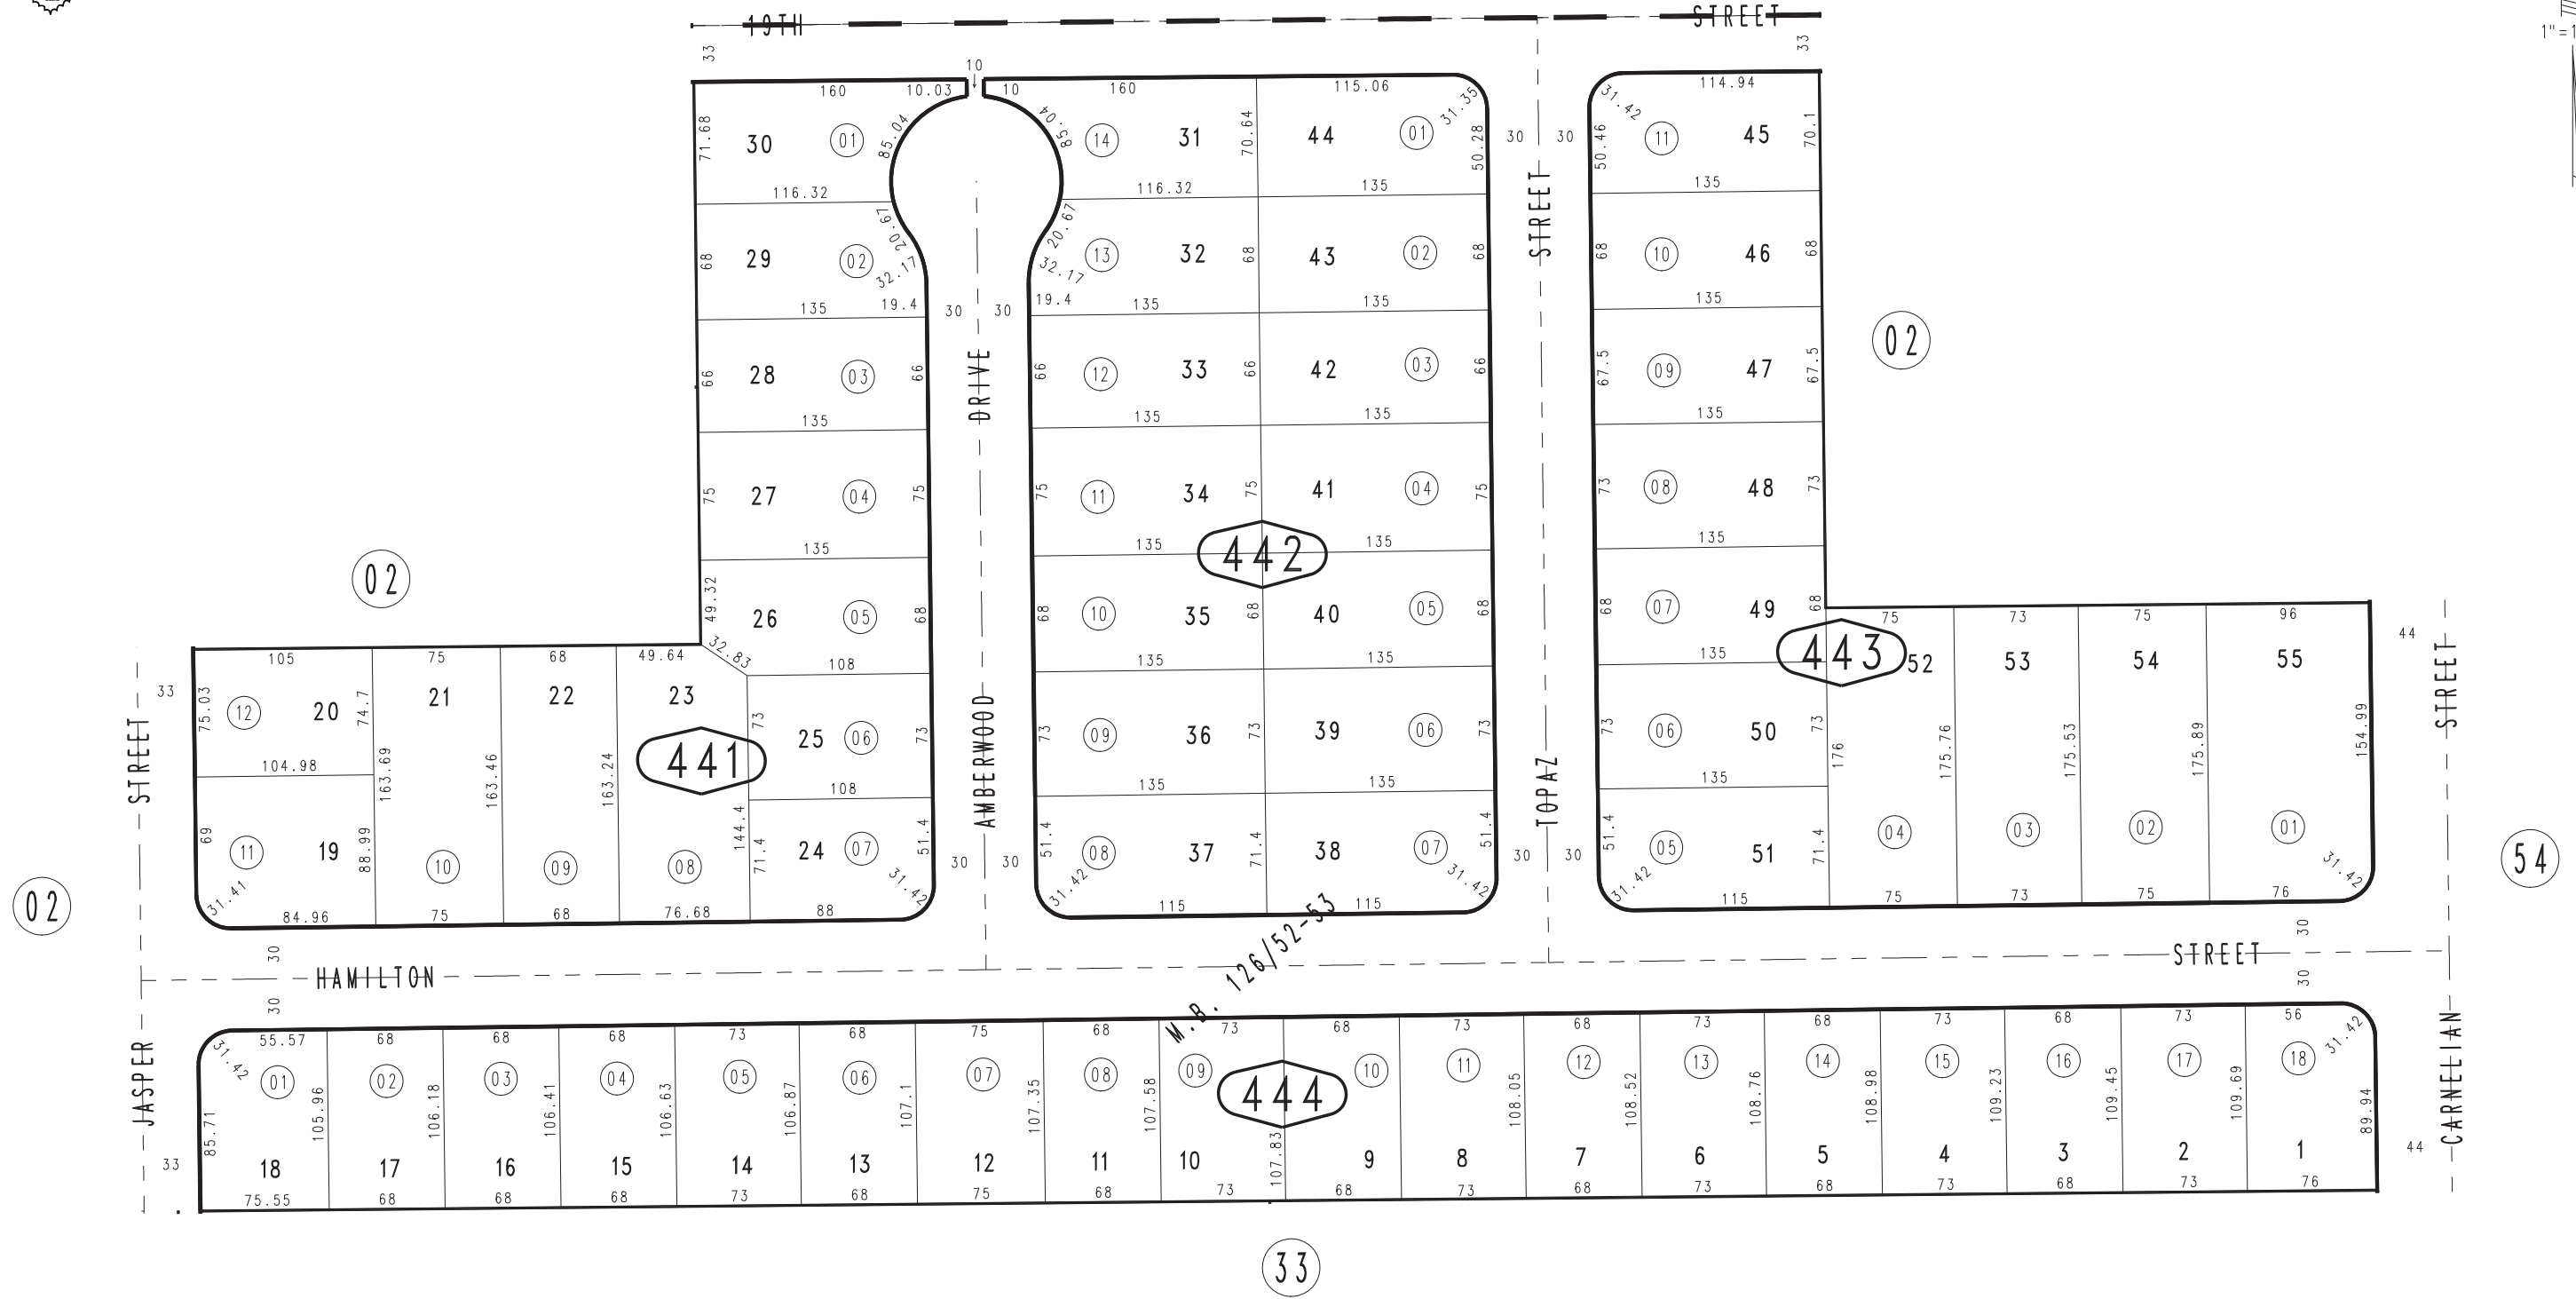 19TH STREET
1"=1
33 10 33
160 10.03 10 160 115.06 114.94
71.68 30 01 85.04 85.04 14 31 70.64 44 01 31.35 50.28 30 30 31.42 50.46 11 45 70.1
116.32 116.32 135 135
68 29 02 20.67 32.17 20.67 32.17 13 32 68 43 02 68 68 10 46 68
135 19.4 30 30 19.4 135 135 135
02
66 28 03 66 66 12 33 66 42 03 66 67.5 09 47 67.5
135 135 135 135
75 27 04 75 75 11 34 75 41 04 75 73 08 48 73
135 135 135 135
442
02
49.32 26 05 68 68 10 35 68 40 05 68 68 07 49 68
32.83 108 135 135 135
105 75 68 49.64 75 73 75 96
443
33 75.03 12 20 74.7 21 22 23 52 53 54 55 44
441
73 25 06 73 73 09 36 73 39 06 73 73 06 50 73
104.98 163.69 163.46 163.24 108 135 135 135 176 175.76 175.53 175.89 154.99
69 11 19 88.99 10 09 08 144.4 71.4 24 07 51.4 30 30 51.4 08 37 71.4 38 07 51.4 30 30 51.4 05 51 71.4 04 03 02 01
31.41 31.42 31.42 31.42 31.42 31.42
84.96 75 68 76.68 88 115 115 115 75 73 75 76
02
54
AMBERWOOD DRIVE
TOPAZ STREET
JASPER STREET
CARNELIAN STREET
30 30
HAMILTON STREET
30 30
M.B. 126/52-53
31.42 55.57 68 68 68 73 68 75 68 73 68 73 68 73 68 73 68 73 56 31.42
01 02 03 04 05 06 07 08 09 10 11 12 13 14 15 16 17 18
444
85.71 105.96 106.18 106.41 106.63 106.87 107.1 107.35 107.58 107.83 108.05 108.52 108.76 108.98 109.23 109.45 109.69 89.94
33 18 17 16 15 14 13 12 11 10 9 8 7 6 5 4 3 2 1 44
75.55 68 68 68 73 68 75 68 73 68 73 68 73 68 73 68 73 76
33